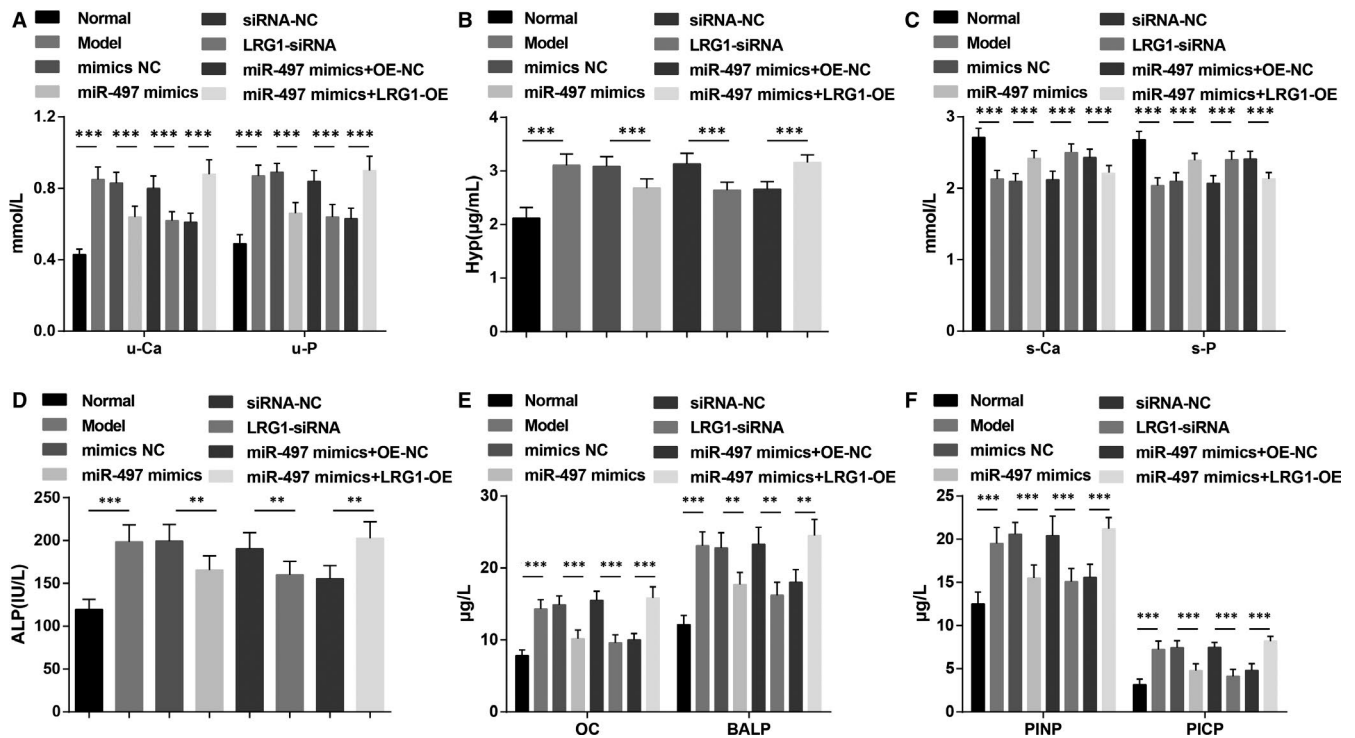 A
Normal
siRNA-NC
Model
LRG1-siRNA
mimics NC
miR-497 mimics+OE-NC
miR-497 mimics
miR-497 mimics+LRG1-OE
1.2
*** *** *** *** *** *** *** ***
0.8
mmol/L
0.4
0.0
u-Ca u-P
B
Normal
siRNA-NC
Model
LRG1-siRNA
mimics NC
miR-497 mimics+OE-NC
miR-497 mimics
miR-497 mimics+LRG1-OE
4
*** *** *** ***
3
Hyp(μg/mL)
2
1
0
C
Normal
siRNA-NC
Model
LRG1-siRNA
mimics NC
miR-497 mimics+OE-NC
miR-497 mimics
miR-497 mimics+LRG1-OE
3
*** *** *** *** *** *** *** ***
2
mmol/L
1
0
s-Ca s-P
D
Normal
siRNA-NC
Model
LRG1-siRNA
mimics NC
miR-497 mimics+OE-NC
miR-497 mimics
miR-497 mimics+LRG1-OE
250
*** ** ** **
200
150
ALP(IU/L)
100
50
0
E
Normal
siRNA-NC
Model
LRG1-siRNA
mimics NC
miR-497 mimics+OE-NC
miR-497 mimics
miR-497 mimics+LRG1-OE
30
*** ** ** **
20
*** *** *** ***
μg/L
10
0
OC BALP
F
Normal
siRNA-NC
Model
LRG1-siRNA
mimics NC
miR-497 mimics+OE-NC
miR-497 mimics
miR-497 mimics+LRG1-OE
25
*** *** *** ***
20
15
μg/L
10
*** *** *** ***
5
0
PINP PICP